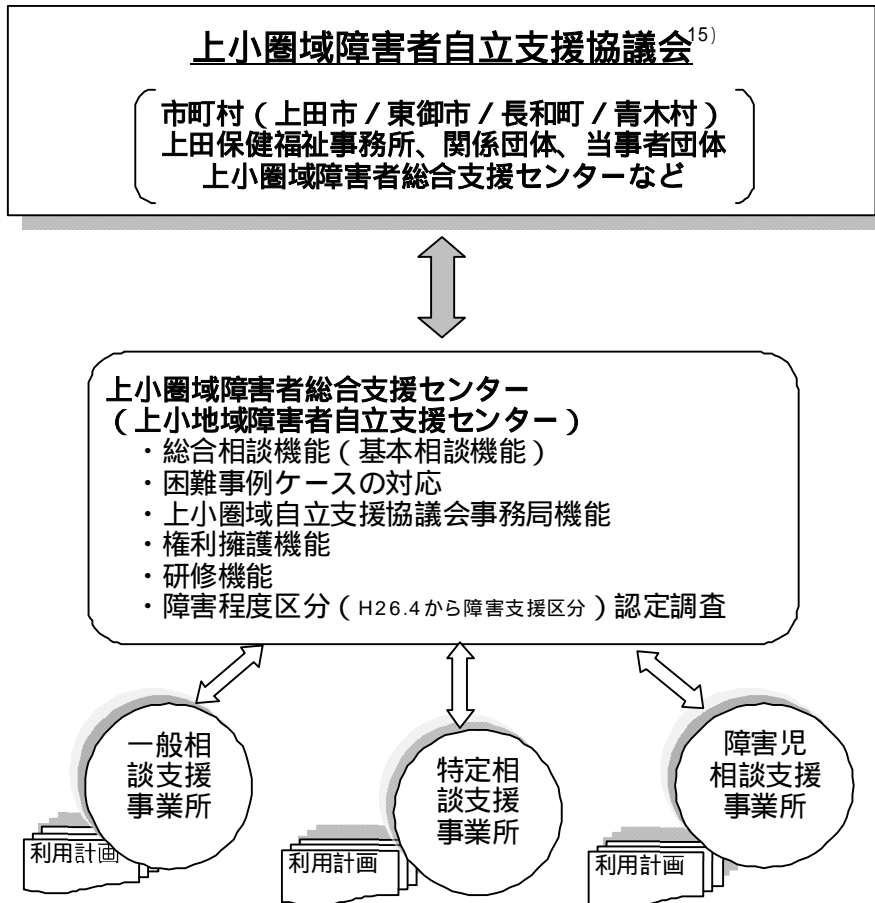 上小圏域障害者自立支援協議会15)
市町村（上田市／東御市／長和町／青木村）
上田保健福祉事務所、関係団体、当事者団体
上小圏域障害者総合支援センターなど
上小圏域障害者総合支援センター
（上小地域障害者自立支援センター）
・総合相談機能（基本相談機能）
・困難事例ケースの対応
・上小圏域自立支援協議会事務局機能
・権利擁護機能
・研修機能
・障害程度区分（H26.4から障害支援区分）認定調査
一般相
談支援
事業所
利用計画
特定相
談支援
事業所
利用計画
障害児
相談支援
事業所
利用計画